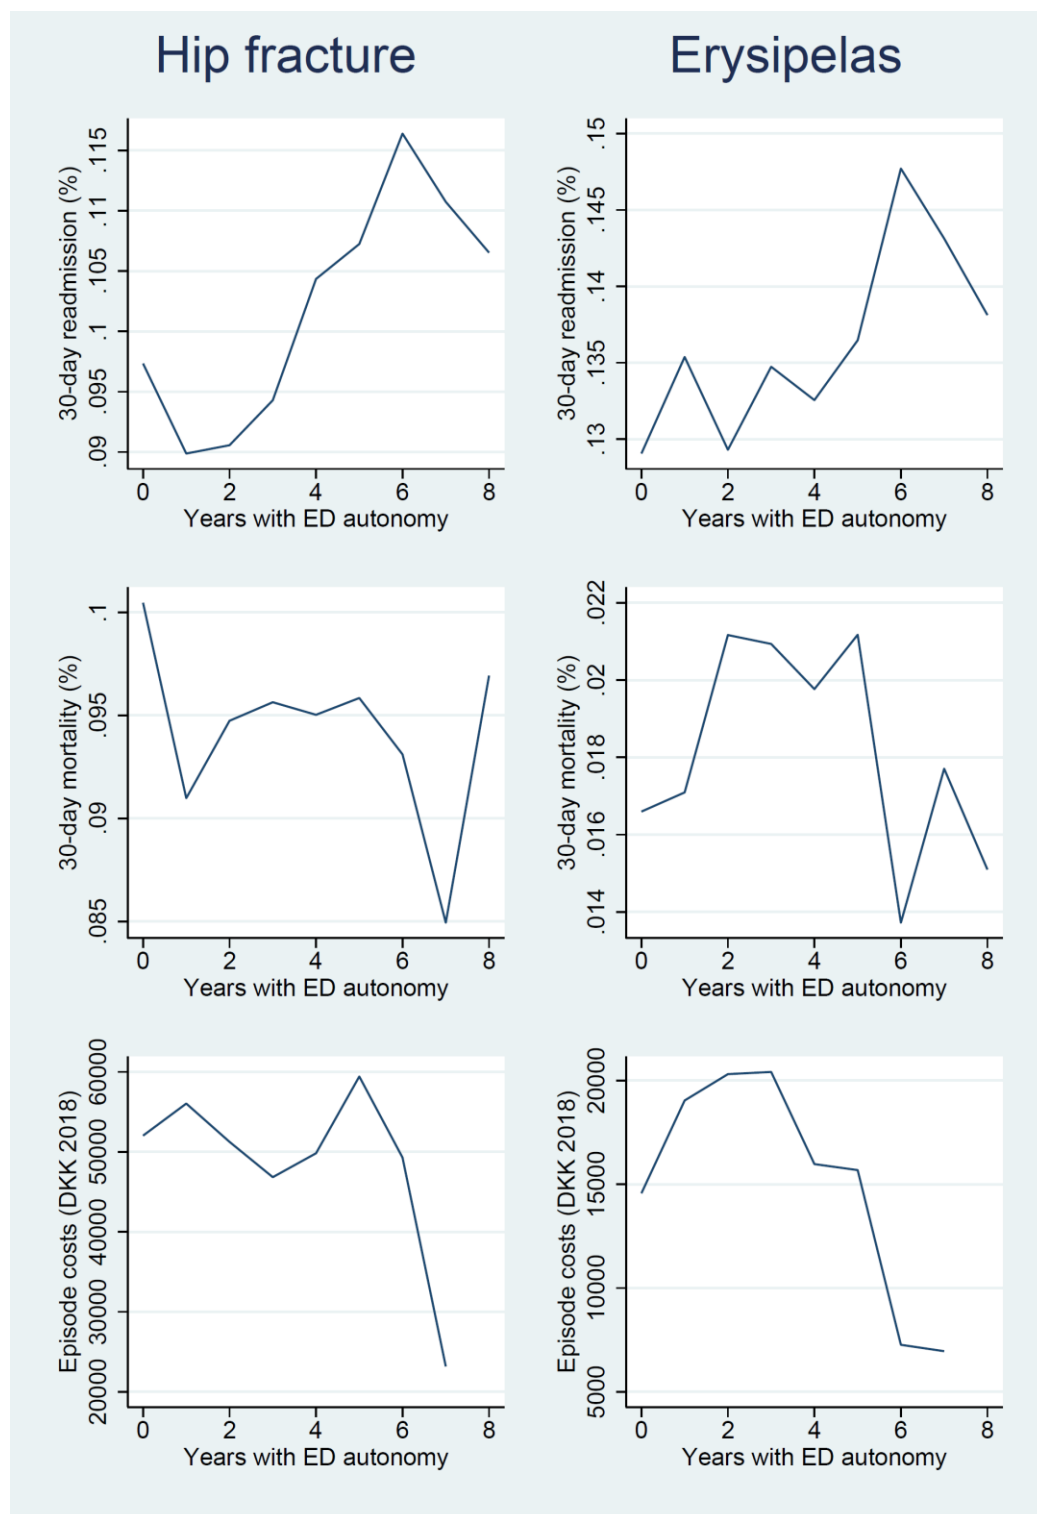 Hip fracture
Erysipelas
30-day readmission (%)
.09 .095 .1 .105 .11 .115
0 2 4 6 8
Years with ED autonomy
30-day readmission (%)
.13 .135 .14 .145 .15
0 2 4 6 8
Years with ED autonomy
30-day mortality (%)
.085 .09 .095 .1
0 2 4 6 8
Years with ED autonomy
30-day mortality (%)
.014 .016 .018 .02 .022
0 2 4 6 8
Years with ED autonomy
Episode costs (DKK 2018)
20000 30000 40000 50000 60000
0 2 4 6 8
Years with ED autonomy
Episode costs (DKK 2018)
5000 10000 15000 20000
0 2 4 6 8
Years with ED autonomy